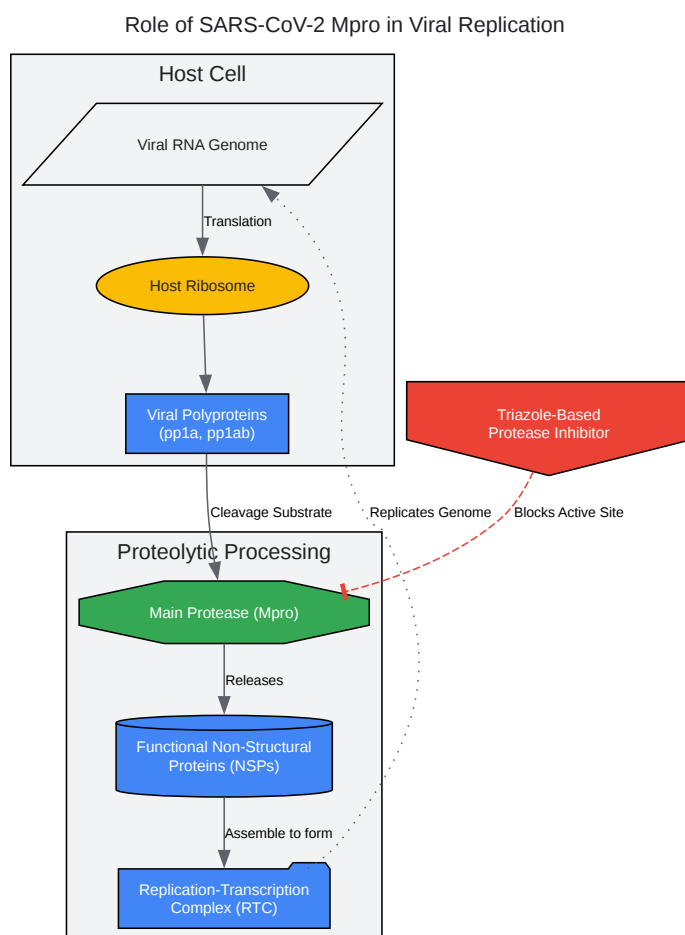 Role of SARS-CoV-2 Mpro in Viral Replication
Host Cell
Viral RNA Genome
Translation
Host Ribosome
Viral Polyproteins
(pp1a, pp1ab)
Triazole-Based
Protease Inhibitor
Cleavage Substrate
Replicates Genome
Blocks Active Site
Proteolytic Processing
Main Protease (Mpro)
Releases
Functional Non-Structural
Proteins (NSPs)
Assemble to form
Replication-Transcription
Complex (RTC)